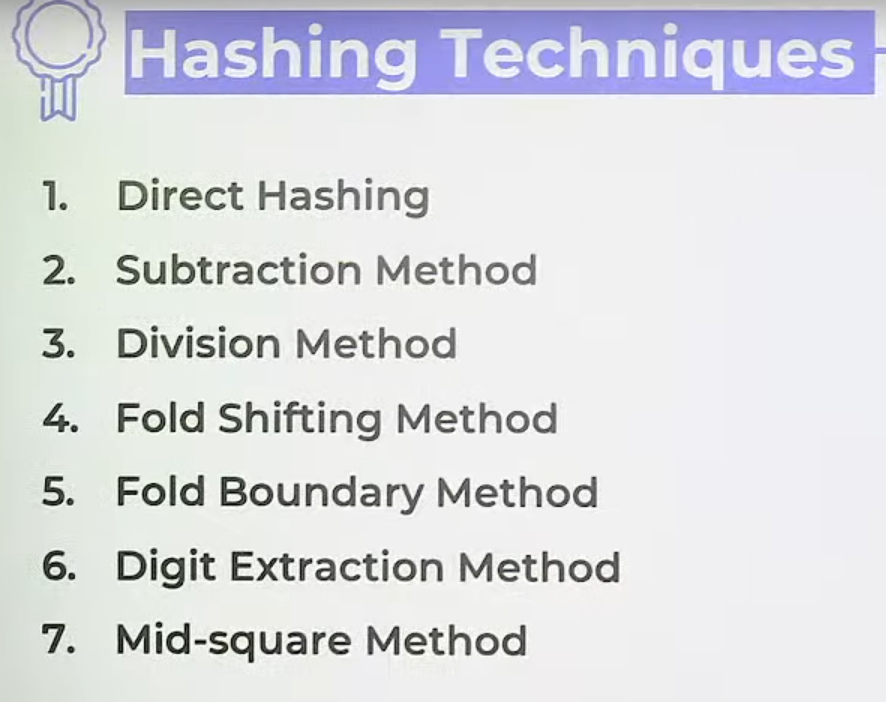 Hashing Techniques
1. Direct Hashing
2. Subtraction Method
3. Division Method
4. Fold Shifting Method
5. Fold Boundary Method
6. Digit Extraction Method
7. Mid-square Method